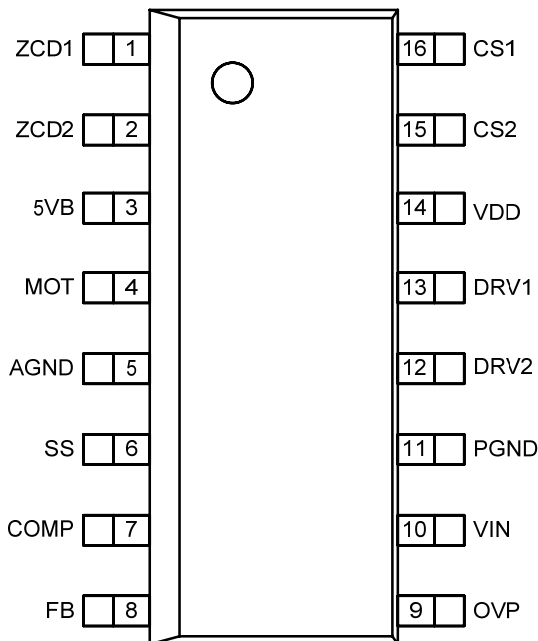 ZCD1 1 16 CS1
ZCD2 2 15 CS2
5VB 3 14 VDD
MOT 4 13 DRV1
AGND 5 12 DRV2
SS 6 11 PGND
COMP 7 10 VIN
FB 8 9 OVP